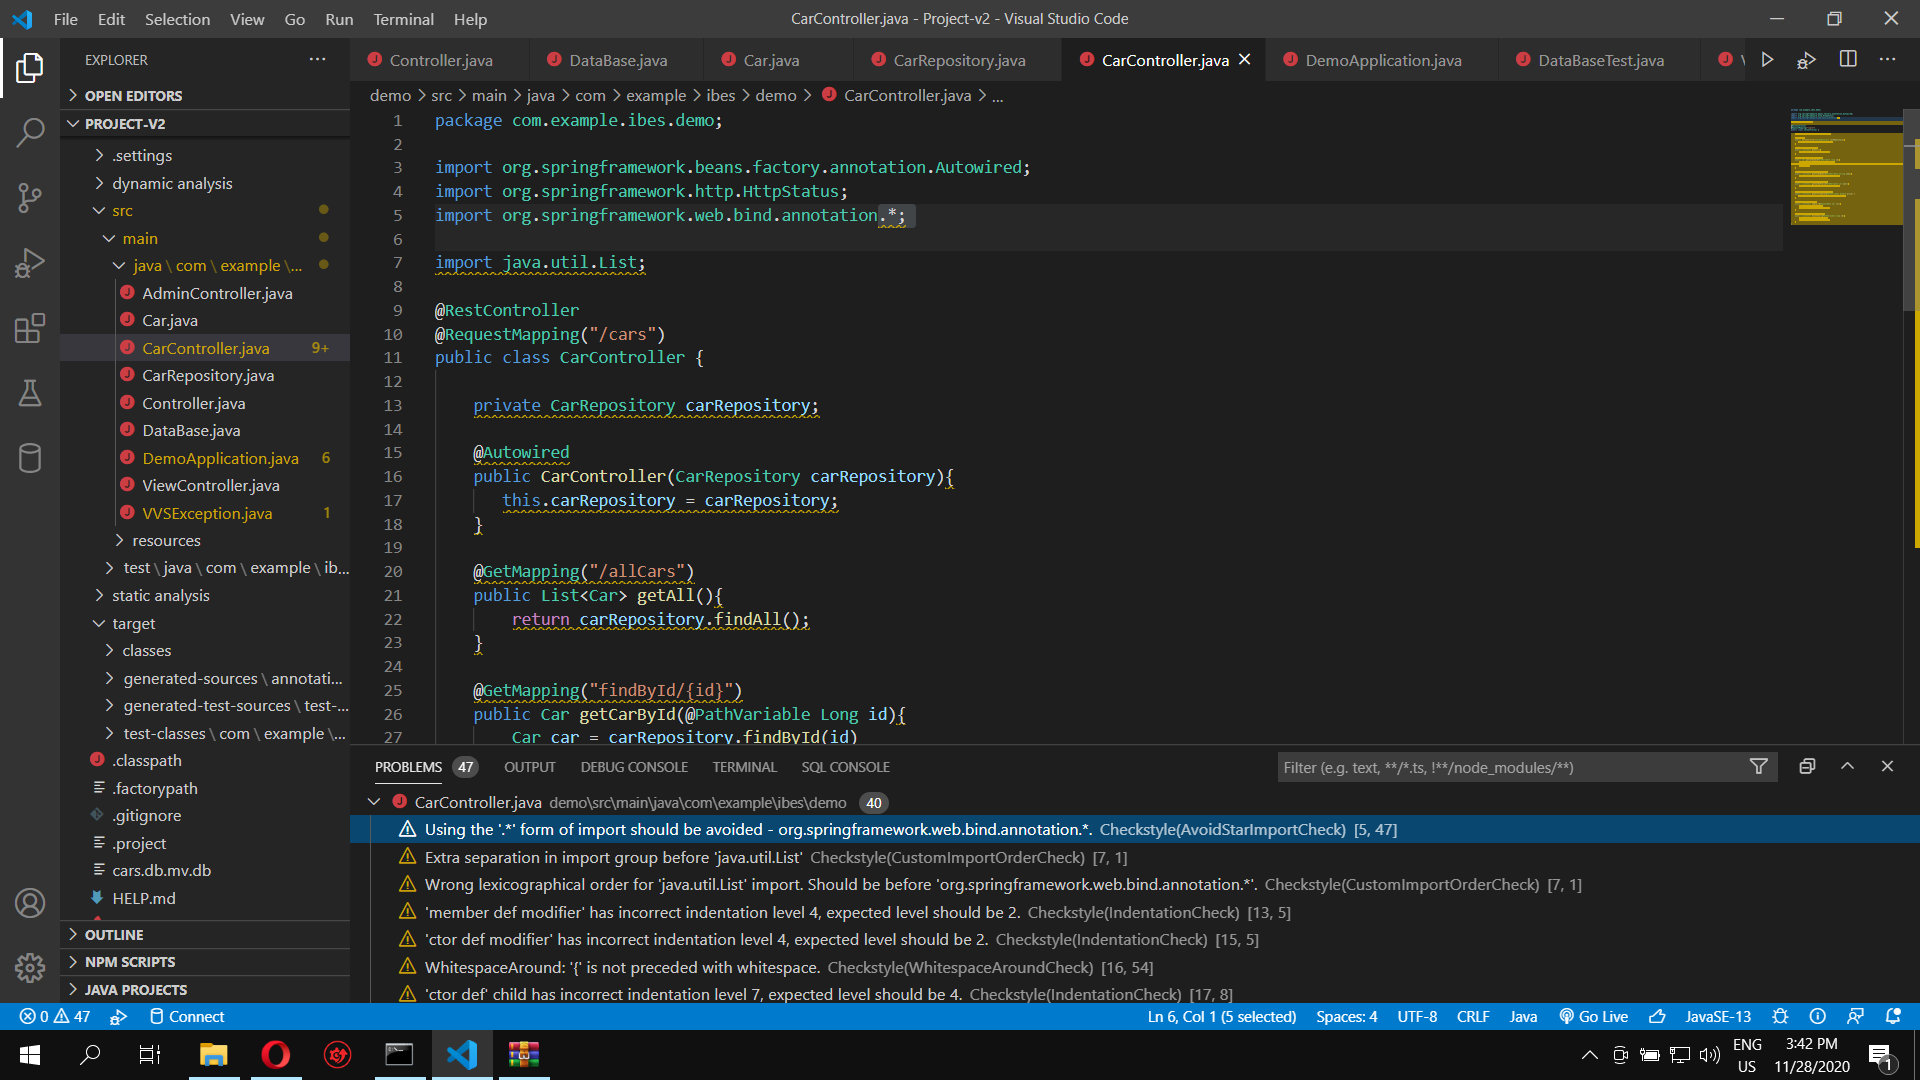 File Edit Selection View Go Run Terminal Help
CarController.java - Project-v2 - Visual Studio Code
EXPLORER
OPEN EDITORS
PROJECT-V2
.settings
dynamic analysis
src
main
java \ com \ example \...
AdminController.java
Car.java
CarController.java 9+
CarRepository.java
Controller.java
DataBase.java
DemoApplication.java 6
ViewController.java
VVSException.java 1
resources
test \ java \ com \ example \ ib...
static analysis
target
classes
generated-sources \ annotati...
generated-test-sources \ test-...
test-classes \ com \ example \...
.classpath
.factorypath
.gitignore
.project
cars.db.mv.db
HELP.md
OUTLINE
NPM SCRIPTS
JAVA PROJECTS
Controller.java DataBase.java Car.java CarRepository.java CarController.java DemoApplication.java DataBaseTest.java
demo > src > main > java > com > example > ibes > demo > CarController.java > ...
1 package com.example.ibes.demo;
2
3 import org.springframework.beans.factory.annotation.Autowired;
4 import org.springframework.http.HttpStatus;
5 import org.springframework.web.bind.annotation.*;
6
7 import java.util.List;
8
9 @RestController
10 @RequestMapping("/cars")
11 public class CarController {
12
13 private CarRepository carRepository;
14
15 @Autowired
16 public CarController(CarRepository carRepository){
17 this.carRepository = carRepository;
18 }
19
20 @GetMapping("/allCars")
21 public List<Car> getAll(){
22 return carRepository.findAll();
23 }
24
25 @GetMapping("findById/{id}")
26 public Car getCarById(@PathVariable Long id){
27 Car car = carRepository.findById(id)
PROBLEMS 47 OUTPUT DEBUG CONSOLE TERMINAL SQL CONSOLE
Filter (e.g. text, **/*.ts, !**/node_modules/**)
CarController.java demo\src\main\java\com\example\ibes\demo 40
Using the '.*' form of import should be avoided - org.springframework.web.bind.annotation.*. Checkstyle(AvoidStarImportCheck) [5, 47]
Extra separation in import group before 'java.util.List' Checkstyle(CustomImportOrderCheck) [7, 1]
Wrong lexicographical order for 'java.util.List' import. Should be before 'org.springframework.web.bind.annotation.*'. Checkstyle(CustomImportOrderCheck) [7, 1]
'member def modifier' has incorrect indentation level 4, expected level should be 2. Checkstyle(IndentationCheck) [13, 5]
'ctor def modifier' has incorrect indentation level 4, expected level should be 2. Checkstyle(IndentationCheck) [15, 5]
WhitespaceAround: '{' is not preceded with whitespace. Checkstyle(WhitespaceAroundCheck) [16, 54]
'ctor def' child has incorrect indentation level 7, expected level should be 4. Checkstyle(IndentationCheck) [17, 8]
0 47 Connect
Ln 6, Col 1 (5 selected) Spaces: 4 UTF-8 CRLF Java Go Live JavaSE-13
ENG
US
3:42 PM
11/28/2020
1